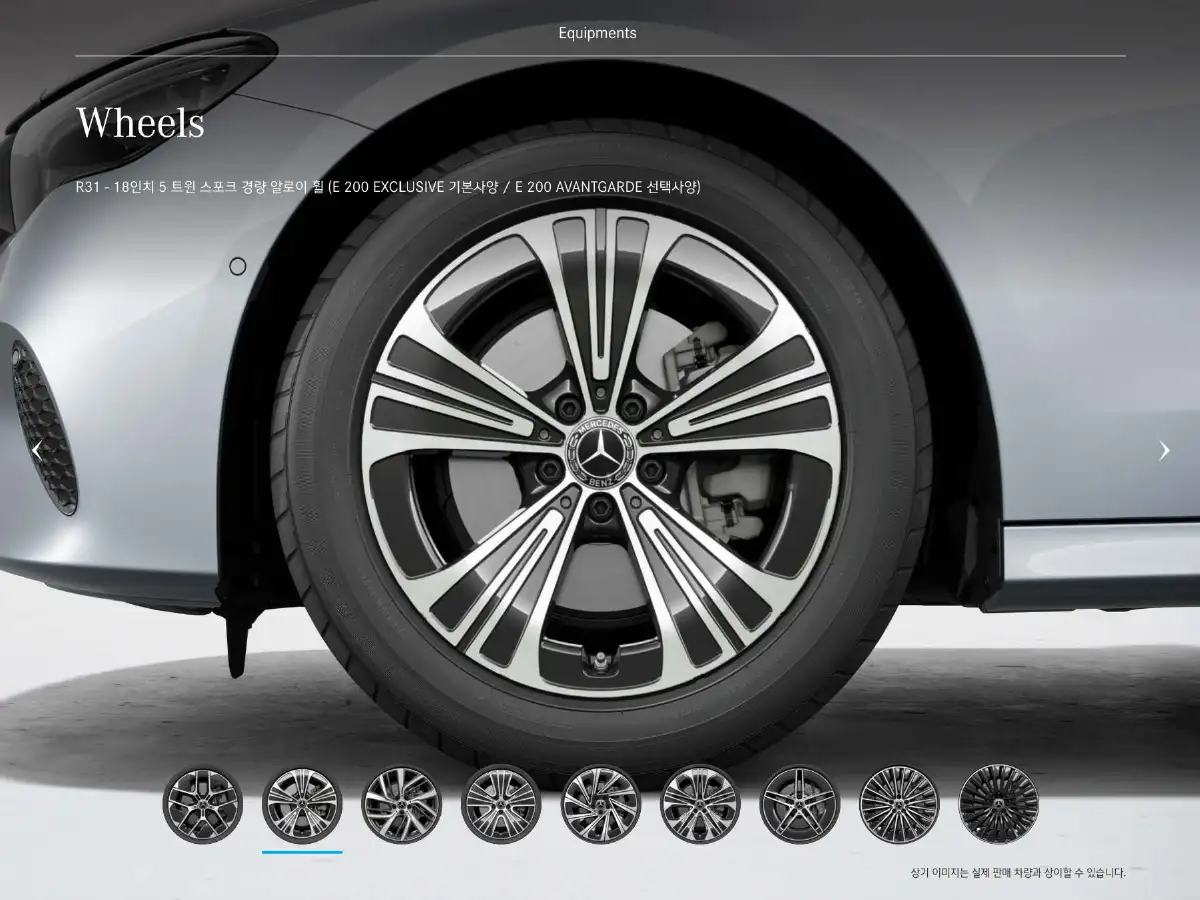 Equipments
Wheels
R31 - 18인치 5 트윈 스포크 경량 알로이 휠 (E 200 EXCLUSIVE 기본사양 / E 200 AVANTGARDE 선택사양)
MERCEDES
BENZ
상기 이미지는 실제 판매 차량과 상이할 수 있습니다.